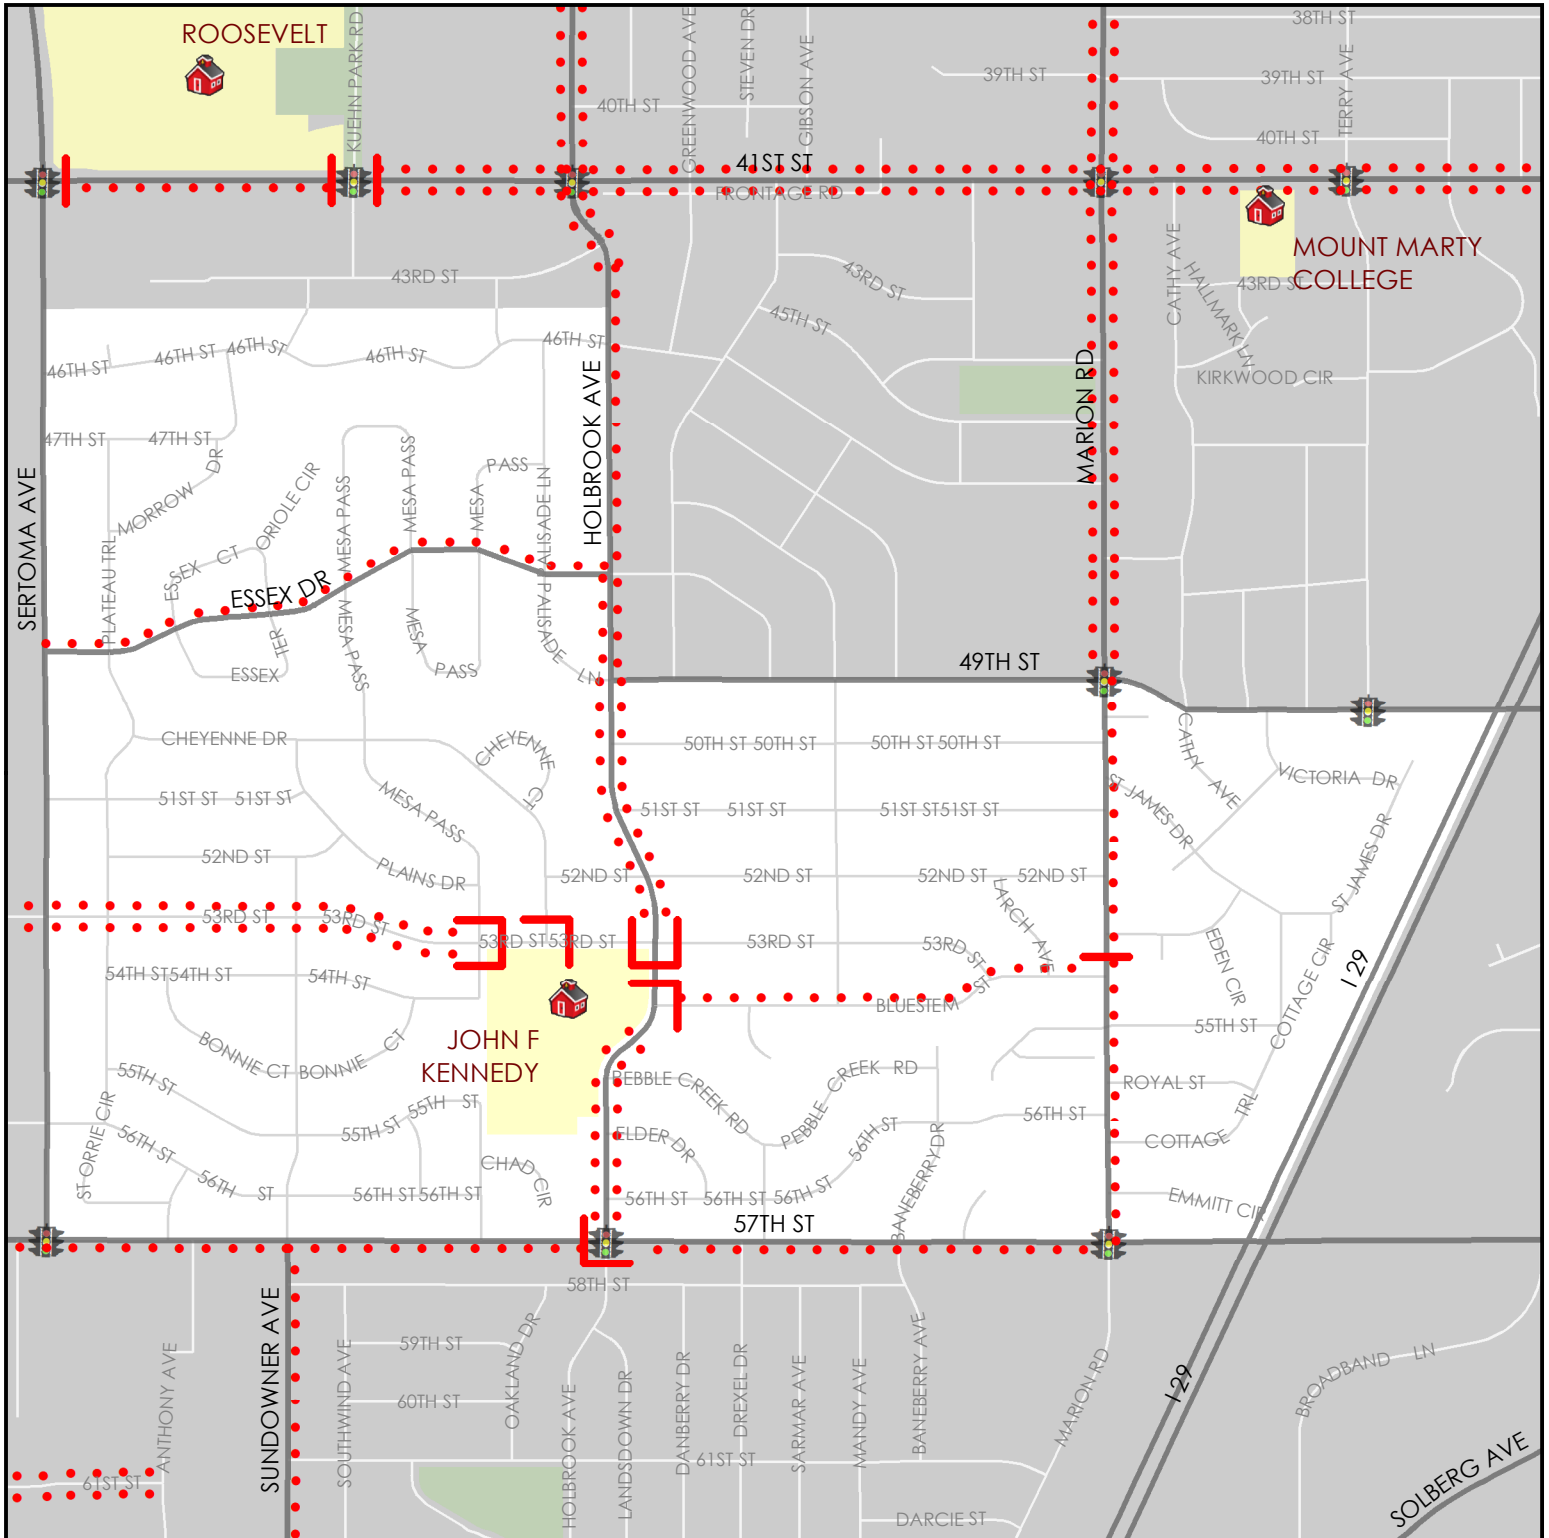 ROOSEVELT
KUEHN PARK RD
GREENWOOD AVE
STEVEN DR
GIBSON AVE
38TH ST
39TH ST
39TH ST
TERRY AVE
40TH ST
40TH ST
41ST ST
FRONTAGE RD
MOUNT MARTY
COLLEGE
43RD ST
43RD ST
43RD ST
CATHY AVE
HALLMARK LN
45TH ST
46TH ST
46TH ST
46TH ST
46TH ST
46TH ST
KIRKWOOD CIR
HOLBROOK AVE
MARION RD
SERTOMA AVE
47TH ST
47TH ST
MORROW DR
ORIOLE CIR
MESA PASS
MESA PASS
MESA PASS
PALISADE LN
PLATEAU TRL
ESSEX CT
ESSEX DR
ESSEX TER
MESA PASS
MESA PASS
PALISADE LN
49TH ST
CHEYENNE DR
CHEYENNE CT
50TH ST 50TH ST
50TH ST 50TH ST
CATHY AVE
VICTORIA DR
51ST ST 51ST ST
MESA PASS
51ST ST
51ST ST
51ST ST51ST ST
ST JAMES DR
ST JAMES DR
52ND ST
PLAINS DR
52ND ST
52ND ST
52ND ST
52ND ST
LARCH AVE
53RD ST
53RD ST
53RD ST53RD ST
53RD ST
53RD ST
EDEN CIR
COTTAGE CIR
I 29
54TH ST54TH ST
54TH ST
BLUESTEM ST
55TH ST
BONNIE CT
BONNIE CT
JOHN F
KENNEDY
55TH ST
55TH ST
55TH ST
PEBBLE CREEK RD
PEBBLE CREEK RD
ROYAL ST
ST ORRIE CIR
56TH ST
56TH ST
56TH ST56TH ST
CHAD CIR
ELDER DR
56TH ST
56TH ST
56TH ST
56TH ST
56TH ST
BANEBERRY DR
COTTAGE TRL
EMMITT CIR
57TH ST
58TH ST
SUNDOWNER AVE
59TH ST
60TH ST
61ST ST
61ST ST
ANTHONY AVE
SOUTHWIND AVE
OAKLAND DR
HOLBROOK AVE
LANSDOWN DR
DANBERRY DR
DREXEL DR
SARMAR AVE
MANDY AVE
BANEBERRY AVE
MARION RD
I 29
BROADBAND LN
SOLBERG AVE
DARCIE ST